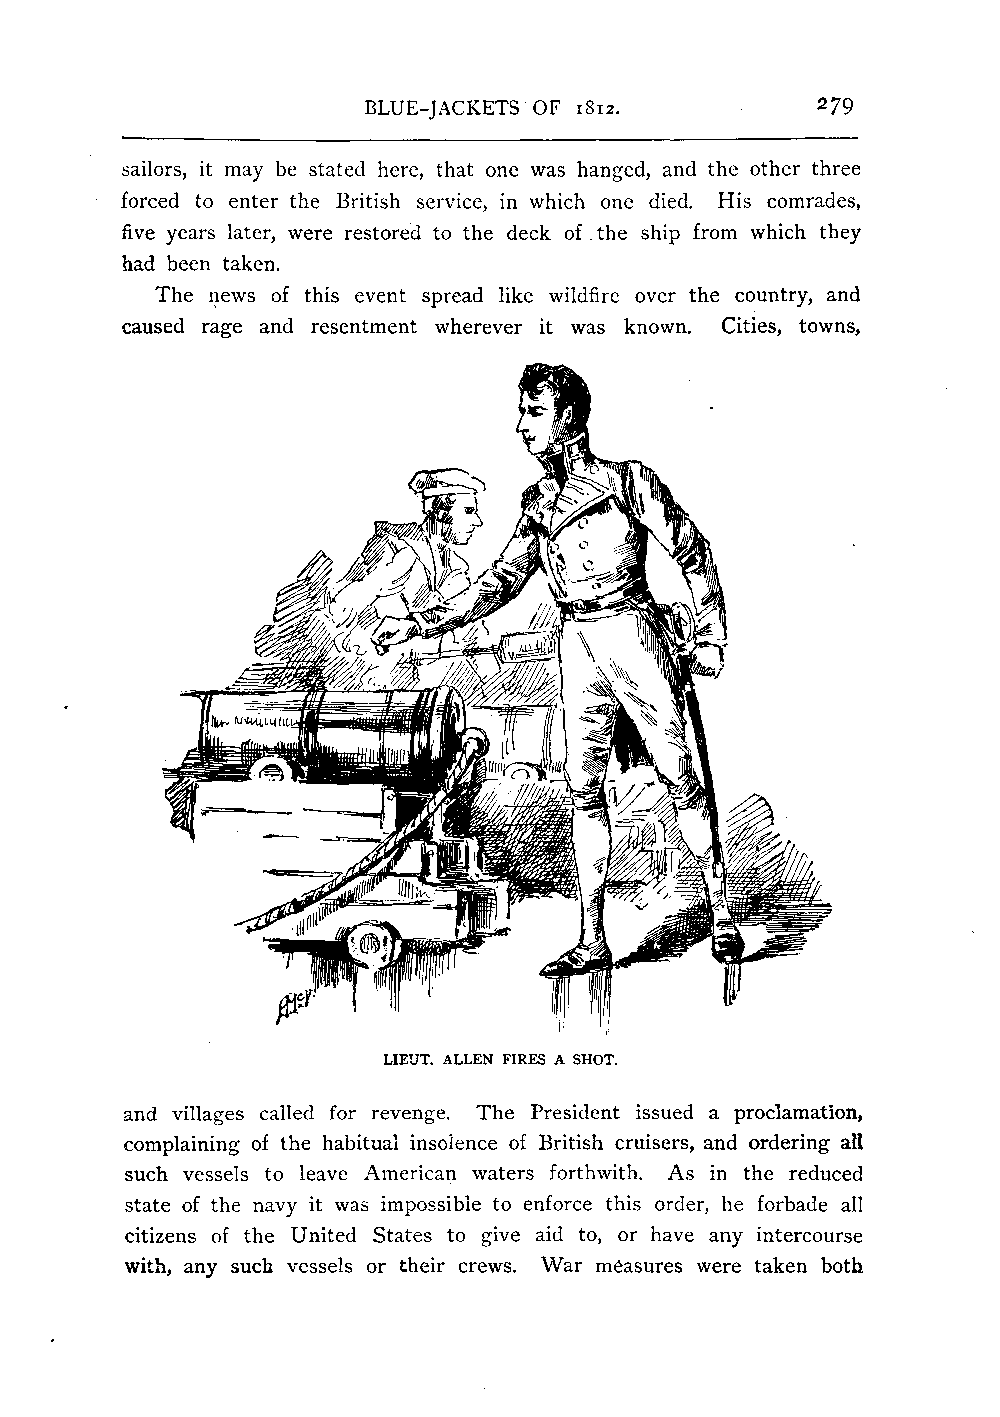 BLUE-JACKETS OF 1812. 279
sailors, it may be stated here, that one was hanged, and the other three
forced to enter the British service, in which one died. His comrades,
five years later, were restored to the deck of the ship from which they
had been taken.
The news of this event spread like wildfire over the country, and
caused rage and resentment wherever it was known. Cities, towns,
LIEUT. ALLEN FIRES A SHOT.
and villages called for revenge. The President issued a proclamation,
complaining of the habitual insolence of British cruisers, and ordering all
such vessels to leave American waters forthwith. As in the reduced
state of the navy it was impossible to enforce this order, he forbade all
citizens of the United States to give aid to, or have any intercourse
with, any such vessels or their crews. War measures were taken both